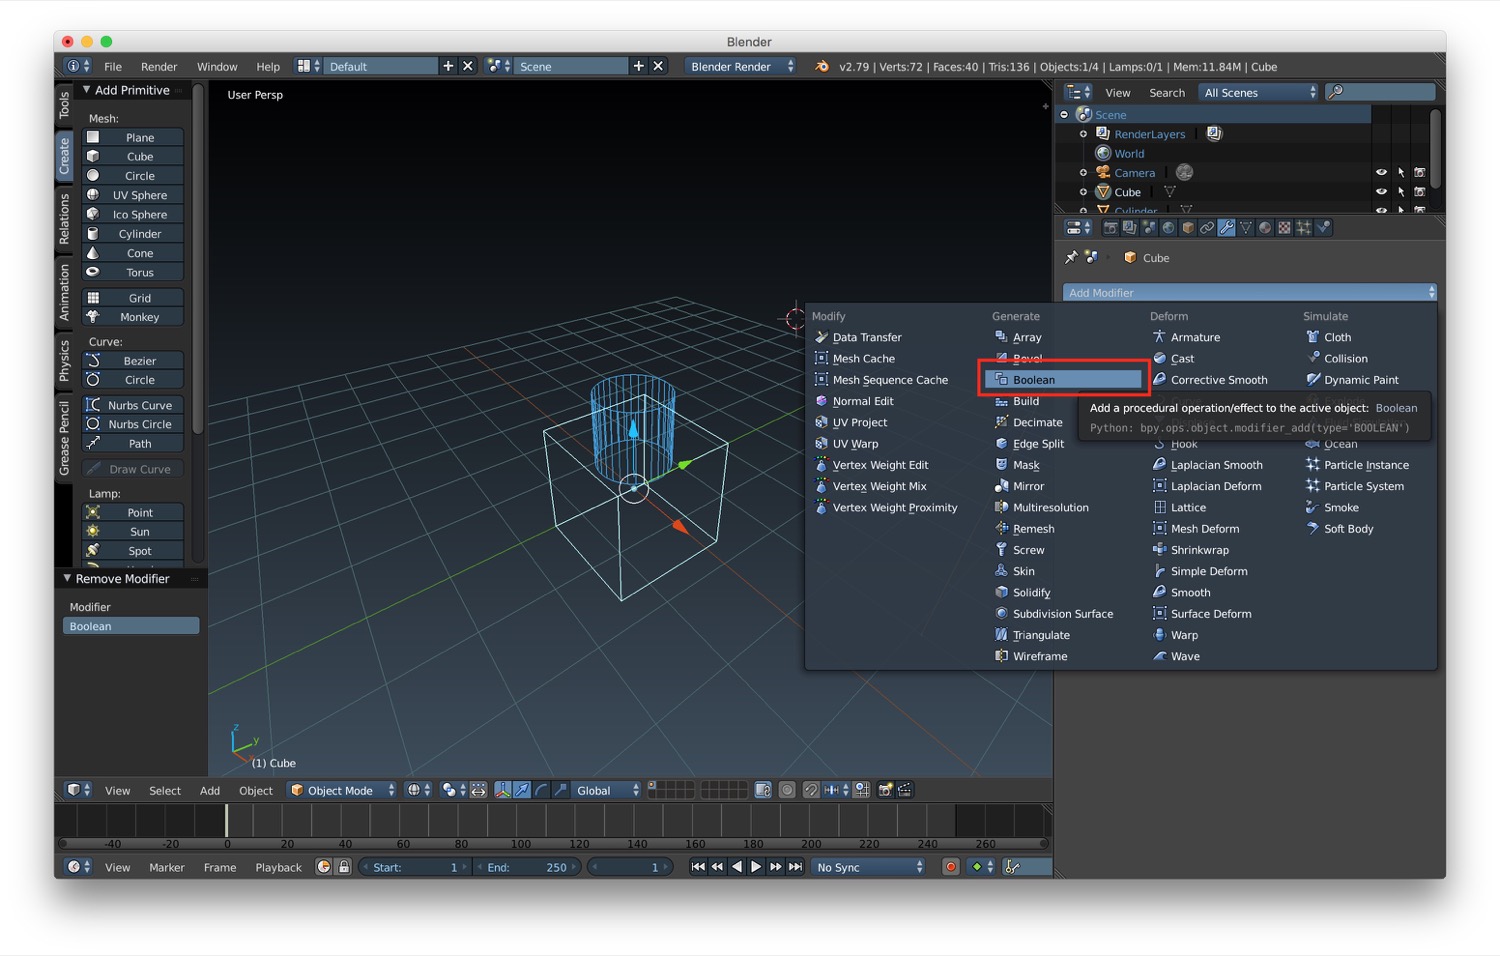 Blender
File Render Window Help Default Scene Blender Render v2.79 | Verts:72 | Faces:40 | Tris:136 | Objects:1/4 | Lamps:0/1 | Mem:11.84M | Cube
Tools
Create
Relations
Animation
Physics
Grease Pencil
Add Primitive
Mesh:
Plane
Cube
Circle
UV Sphere
Ico Sphere
Cylinder
Cone
Torus
Grid
Monkey
Curve:
Bezier
Circle
Nurbs Curve
Nurbs Circle
Path
Draw Curve
Lamp:
Point
Sun
Spot
Remove Modifier
Modifier
Boolean
User Persp
z
y
(1) Cube
View Search All Scenes
Scene
RenderLayers
World
Camera
Cube
Cylinder
Cube
Add Modifier
Modify
Data Transfer
Mesh Cache
Mesh Sequence Cache
Normal Edit
UV Project
UV Warp
Vertex Weight Edit
Vertex Weight Mix
Vertex Weight Proximity
Generate
Array
Bevel
Boolean
Build
Decimate
Edge Split
Mask
Mirror
Multiresolution
Remesh
Screw
Skin
Solidify
Subdivision Surface
Triangulate
Wireframe
Deform
Armature
Cast
Corrective Smooth
Hook
Laplacian Smooth
Laplacian Deform
Lattice
Mesh Deform
Shrinkwrap
Simple Deform
Smooth
Surface Deform
Warp
Wave
Simulate
Cloth
Collision
Dynamic Paint
Ocean
Particle Instance
Particle System
Smoke
Soft Body
Add a procedural operation/effect to the active object: Boolean
Python: bpy.ops.object.modifier_add(type='BOOLEAN')
View Select Add Object Object Mode Global
-40 -20 0 20 40 60 80 100 120 140 160 180 200 220 240 260
View Marker Frame Playback Start: 1 End: 250 1 No Sync